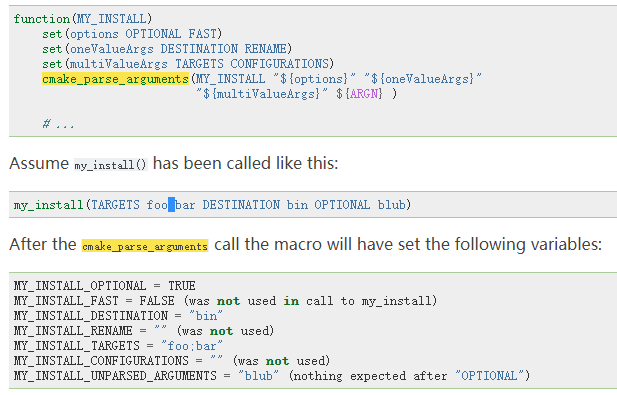 function(MY_INSTALL)
set(options OPTIONAL FAST)
set(oneValueArgs DESTINATION RENAME)
set(multiValueArgs TARGETS CONFIGURATIONS)
cmake_parse_arguments(MY_INSTALL "${options}" "${oneValueArgs}"
"${multiValueArgs}" ${ARGN} )
# ...
Assume my_install() has been called like this:
my_install(TARGETS foo bar DESTINATION bin OPTIONAL blub)
After the cmake_parse_arguments call the macro will have set the following variables:
MY_INSTALL_OPTIONAL = TRUE
MY_INSTALL_FAST = FALSE (was not used in call to my_install)
MY_INSTALL_DESTINATION = "bin"
MY_INSTALL_RENAME = "" (was not used)
MY_INSTALL_TARGETS = "foo;bar"
MY_INSTALL_CONFIGURATIONS = "" (was not used)
MY_INSTALL_UNPARSED_ARGUMENTS = "blub" (nothing expected after "OPTIONAL")